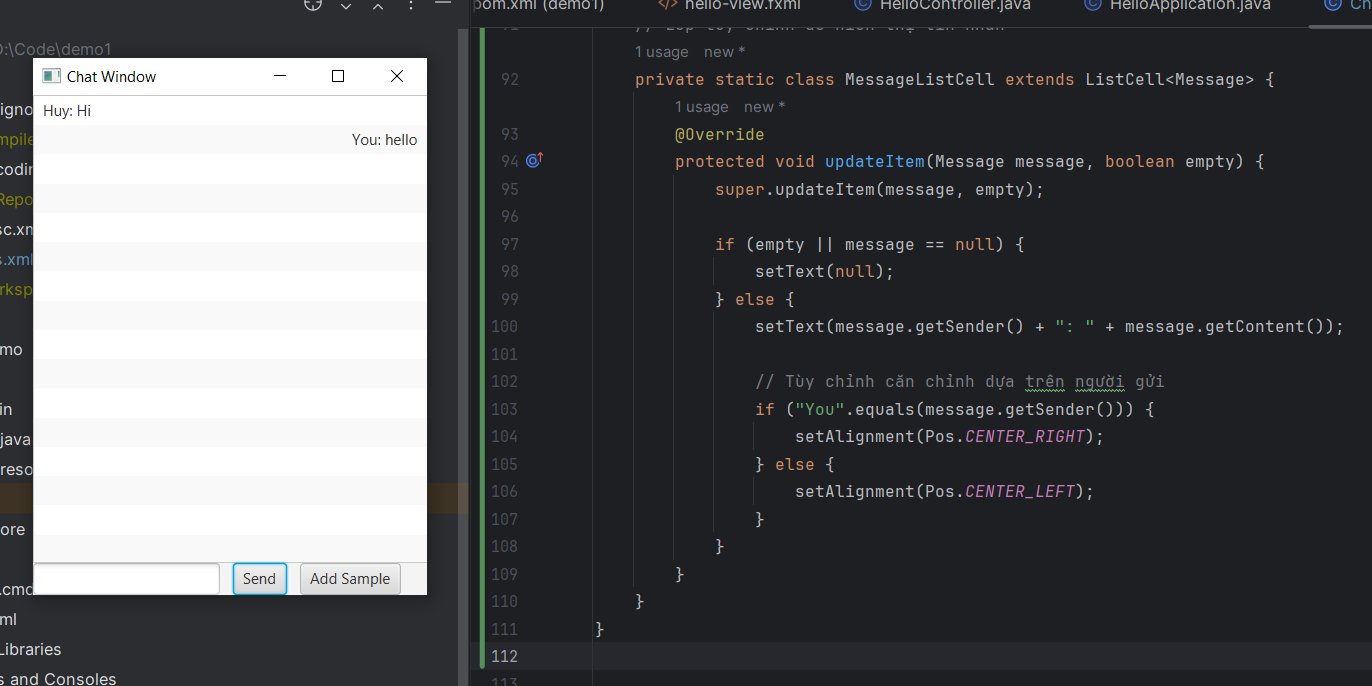 pom.xml (demo1)
hello-view.fxml
HelloController.java
HelloApplication.java
Ch
D:\Code\demo1
Chat Window
Huy: Hi
You: hello
Send
Add Sample
igno
mpile
codin
Repo
sc.xm
s.xml
rksp
mo
in
java
reso
ore
.cmd
ml
Libraries
s and Consoles
1 usage new *
92 private static class MessageListCell extends ListCell<Message> {
1 usage new *
93 @Override
94 protected void updateItem(Message message, boolean empty) {
95 super.updateItem(message, empty);
96
97 if (empty || message == null) {
98 setText(null);
99 } else {
100 setText(message.getSender() + ": " + message.getContent());
101
102 // Tùy chỉnh căn chỉnh dựa trên người gửi
103 if ("You".equals(message.getSender())) {
104 setAlignment(Pos.CENTER_RIGHT);
105 } else {
106 setAlignment(Pos.CENTER_LEFT);
107 }
108 }
109 }
110 }
111 }
112
113